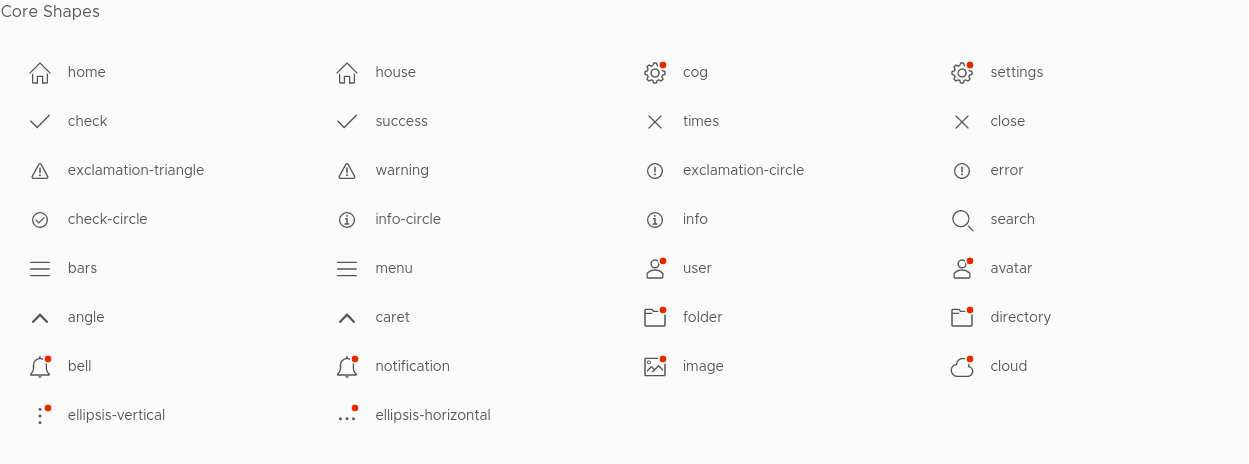 Core Shapes
home house cog settings
check success times close
exclamation-triangle warning exclamation-circle error
check-circle info-circle info search
bars menu user avatar
angle caret folder directory
bell notification image cloud
ellipsis-vertical ellipsis-horizontal